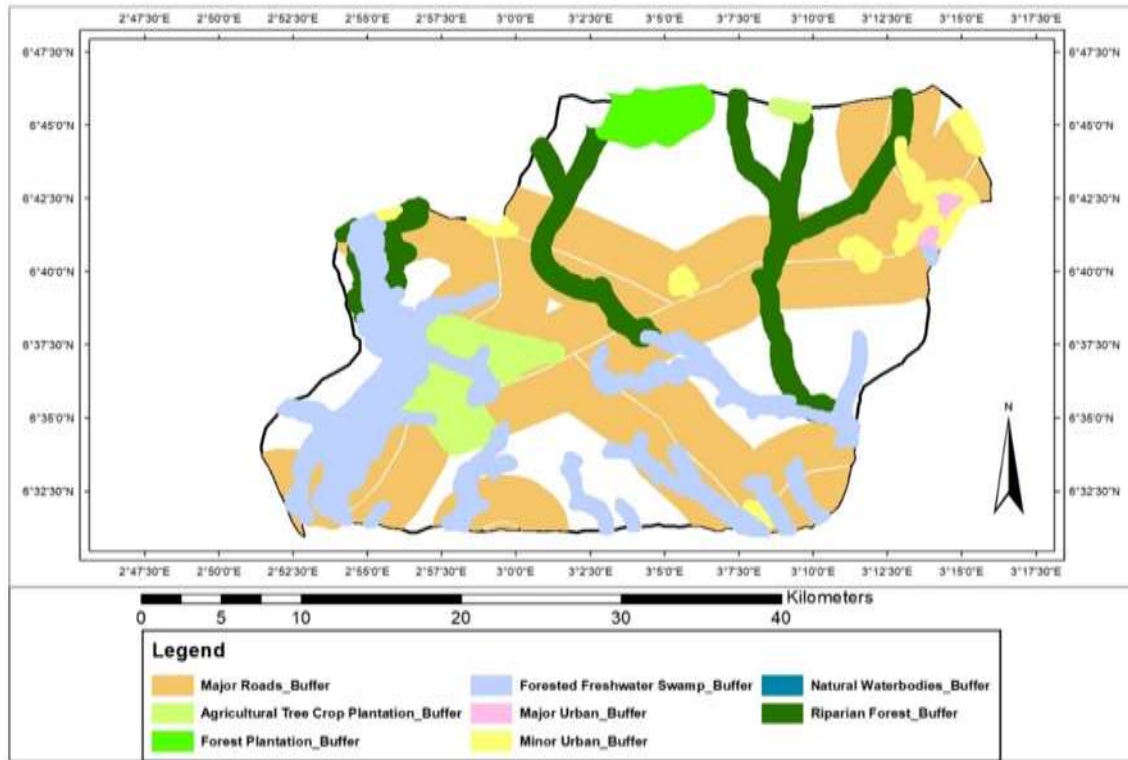 2°47'30"E 2°50'0"E 2°52'30"E 2°55'0"E 2°57'30"E 3°0'0"E 3°2'30"E 3°5'0"E 3°7'30"E 3°10'0"E 3°12'30"E 3°15'0"E 3°17'30"E
6°47'30"N 6°47'30"N
6°45'0"N 6°45'0"N
6°42'30"N 6°42'30"N
6°40'0"N 6°40'0"N
6°37'30"N 6°37'30"N
N
6°35'0"N 6°35'0"N
6°32'30"N 6°32'30"N
2°47'30"E 2°50'0"E 2°52'30"E 2°55'0"E 2°57'30"E 3°0'0"E 3°2'30"E 3°5'0"E 3°7'30"E 3°10'0"E 3°12'30"E 3°15'0"E 3°17'30"E
Kilometers
0 5 10 20 30 40
Legend
Major Roads_Buffer Forested Freshwater Swamp_Buffer Natural Waterbodies_Buffer
Agricultural Tree Crop Plantation_Buffer Major Urban_Buffer Riparian Forest_Buffer
Forest Plantation_Buffer Minor Urban_Buffer